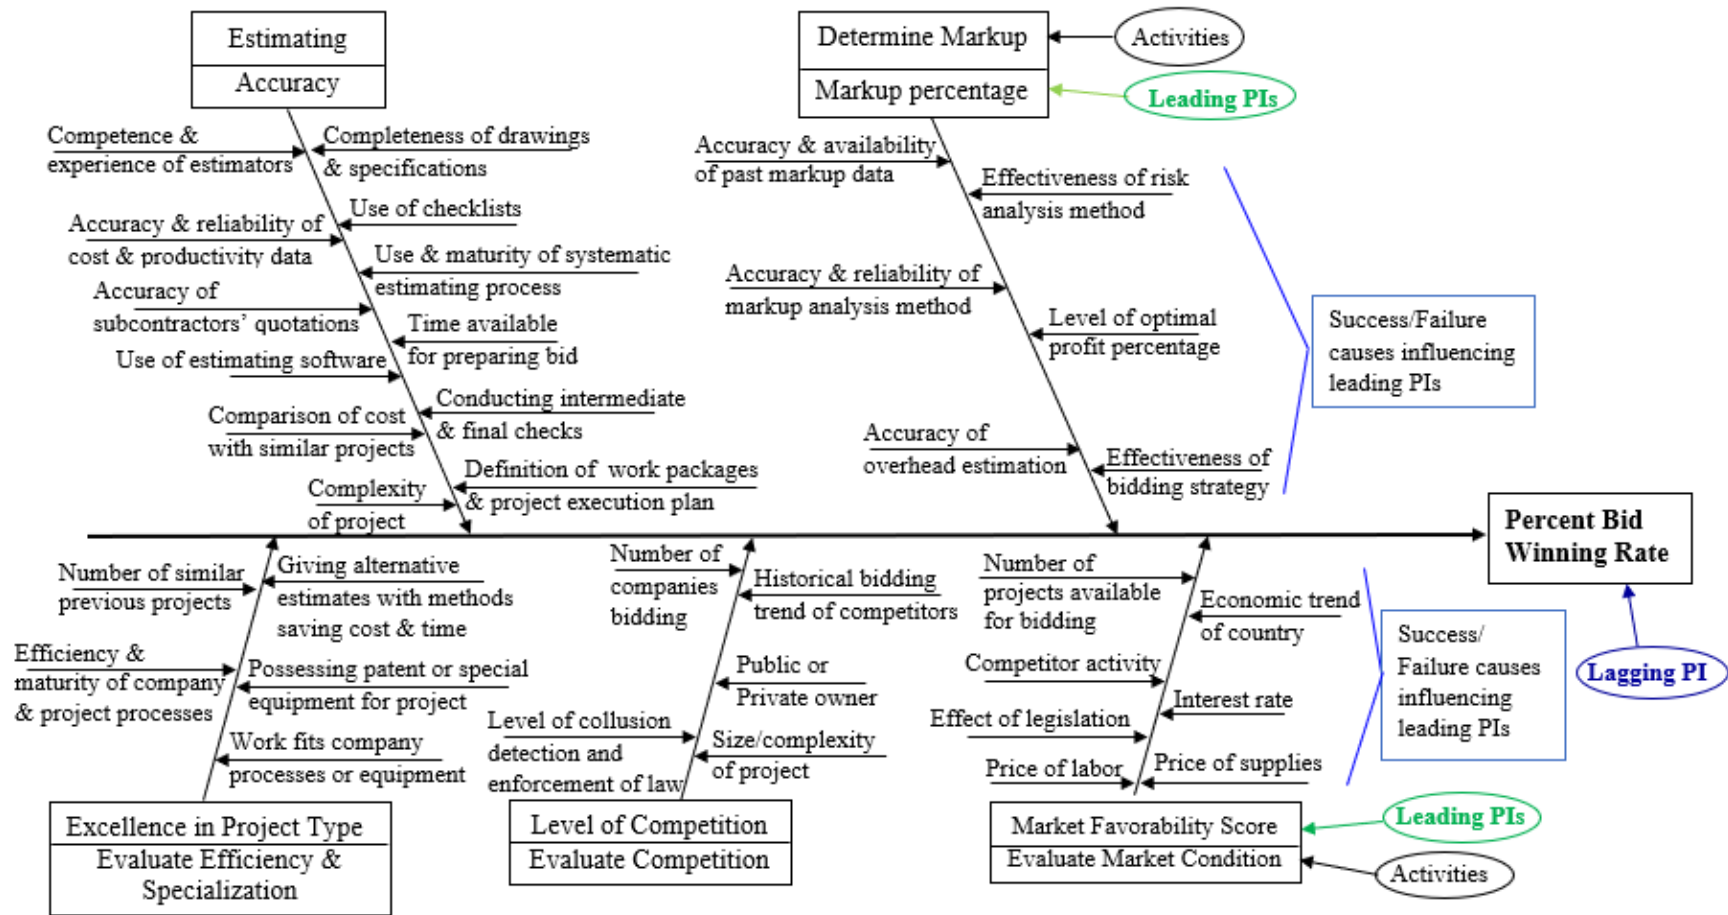 Estimating
Accuracy
Determine Markup
Markup percentage
Activities
Leading PIs
Competence &
experience of estimators
Completeness of drawings
& specifications
Accuracy & reliability of
cost & productivity data
Use of checklists
Use & maturity of systematic
estimating process
Accuracy of
subcontractors’ quotations
Time available
for preparing bid
Use of estimating software
Conducting intermediate
& final checks
Comparison of cost
with similar projects
Definition of work packages
& project execution plan
Complexity
of project
Accuracy & availability
of past markup data
Effectiveness of risk
analysis method
Accuracy & reliability of
markup analysis method
Level of optimal
profit percentage
Accuracy of
overhead estimation
Effectiveness of
bidding strategy
Success/Failure
causes influencing
leading PIs
Percent Bid
Winning Rate
Lagging PI
Number of similar
previous projects
Giving alternative
estimates with methods
saving cost & time
Efficiency &
maturity of company
& project processes
Possessing patent or special
equipment for project
Work fits company
processes or equipment
Excellence in Project Type
Evaluate Efficiency &
Specialization
Number of
companies
bidding
Historical bidding
trend of competitors
Public or
Private owner
Level of collusion
detection and
enforcement of law
Size/complexity
of project
Level of Competition
Evaluate Competition
Number of
projects available
for bidding
Economic trend
of country
Competitor activity
Interest rate
Effect of legislation
Price of labor
Price of supplies
Market Favorability Score
Evaluate Market Condition
Success/
Failure causes
influencing
leading PIs
Leading PIs
Activities